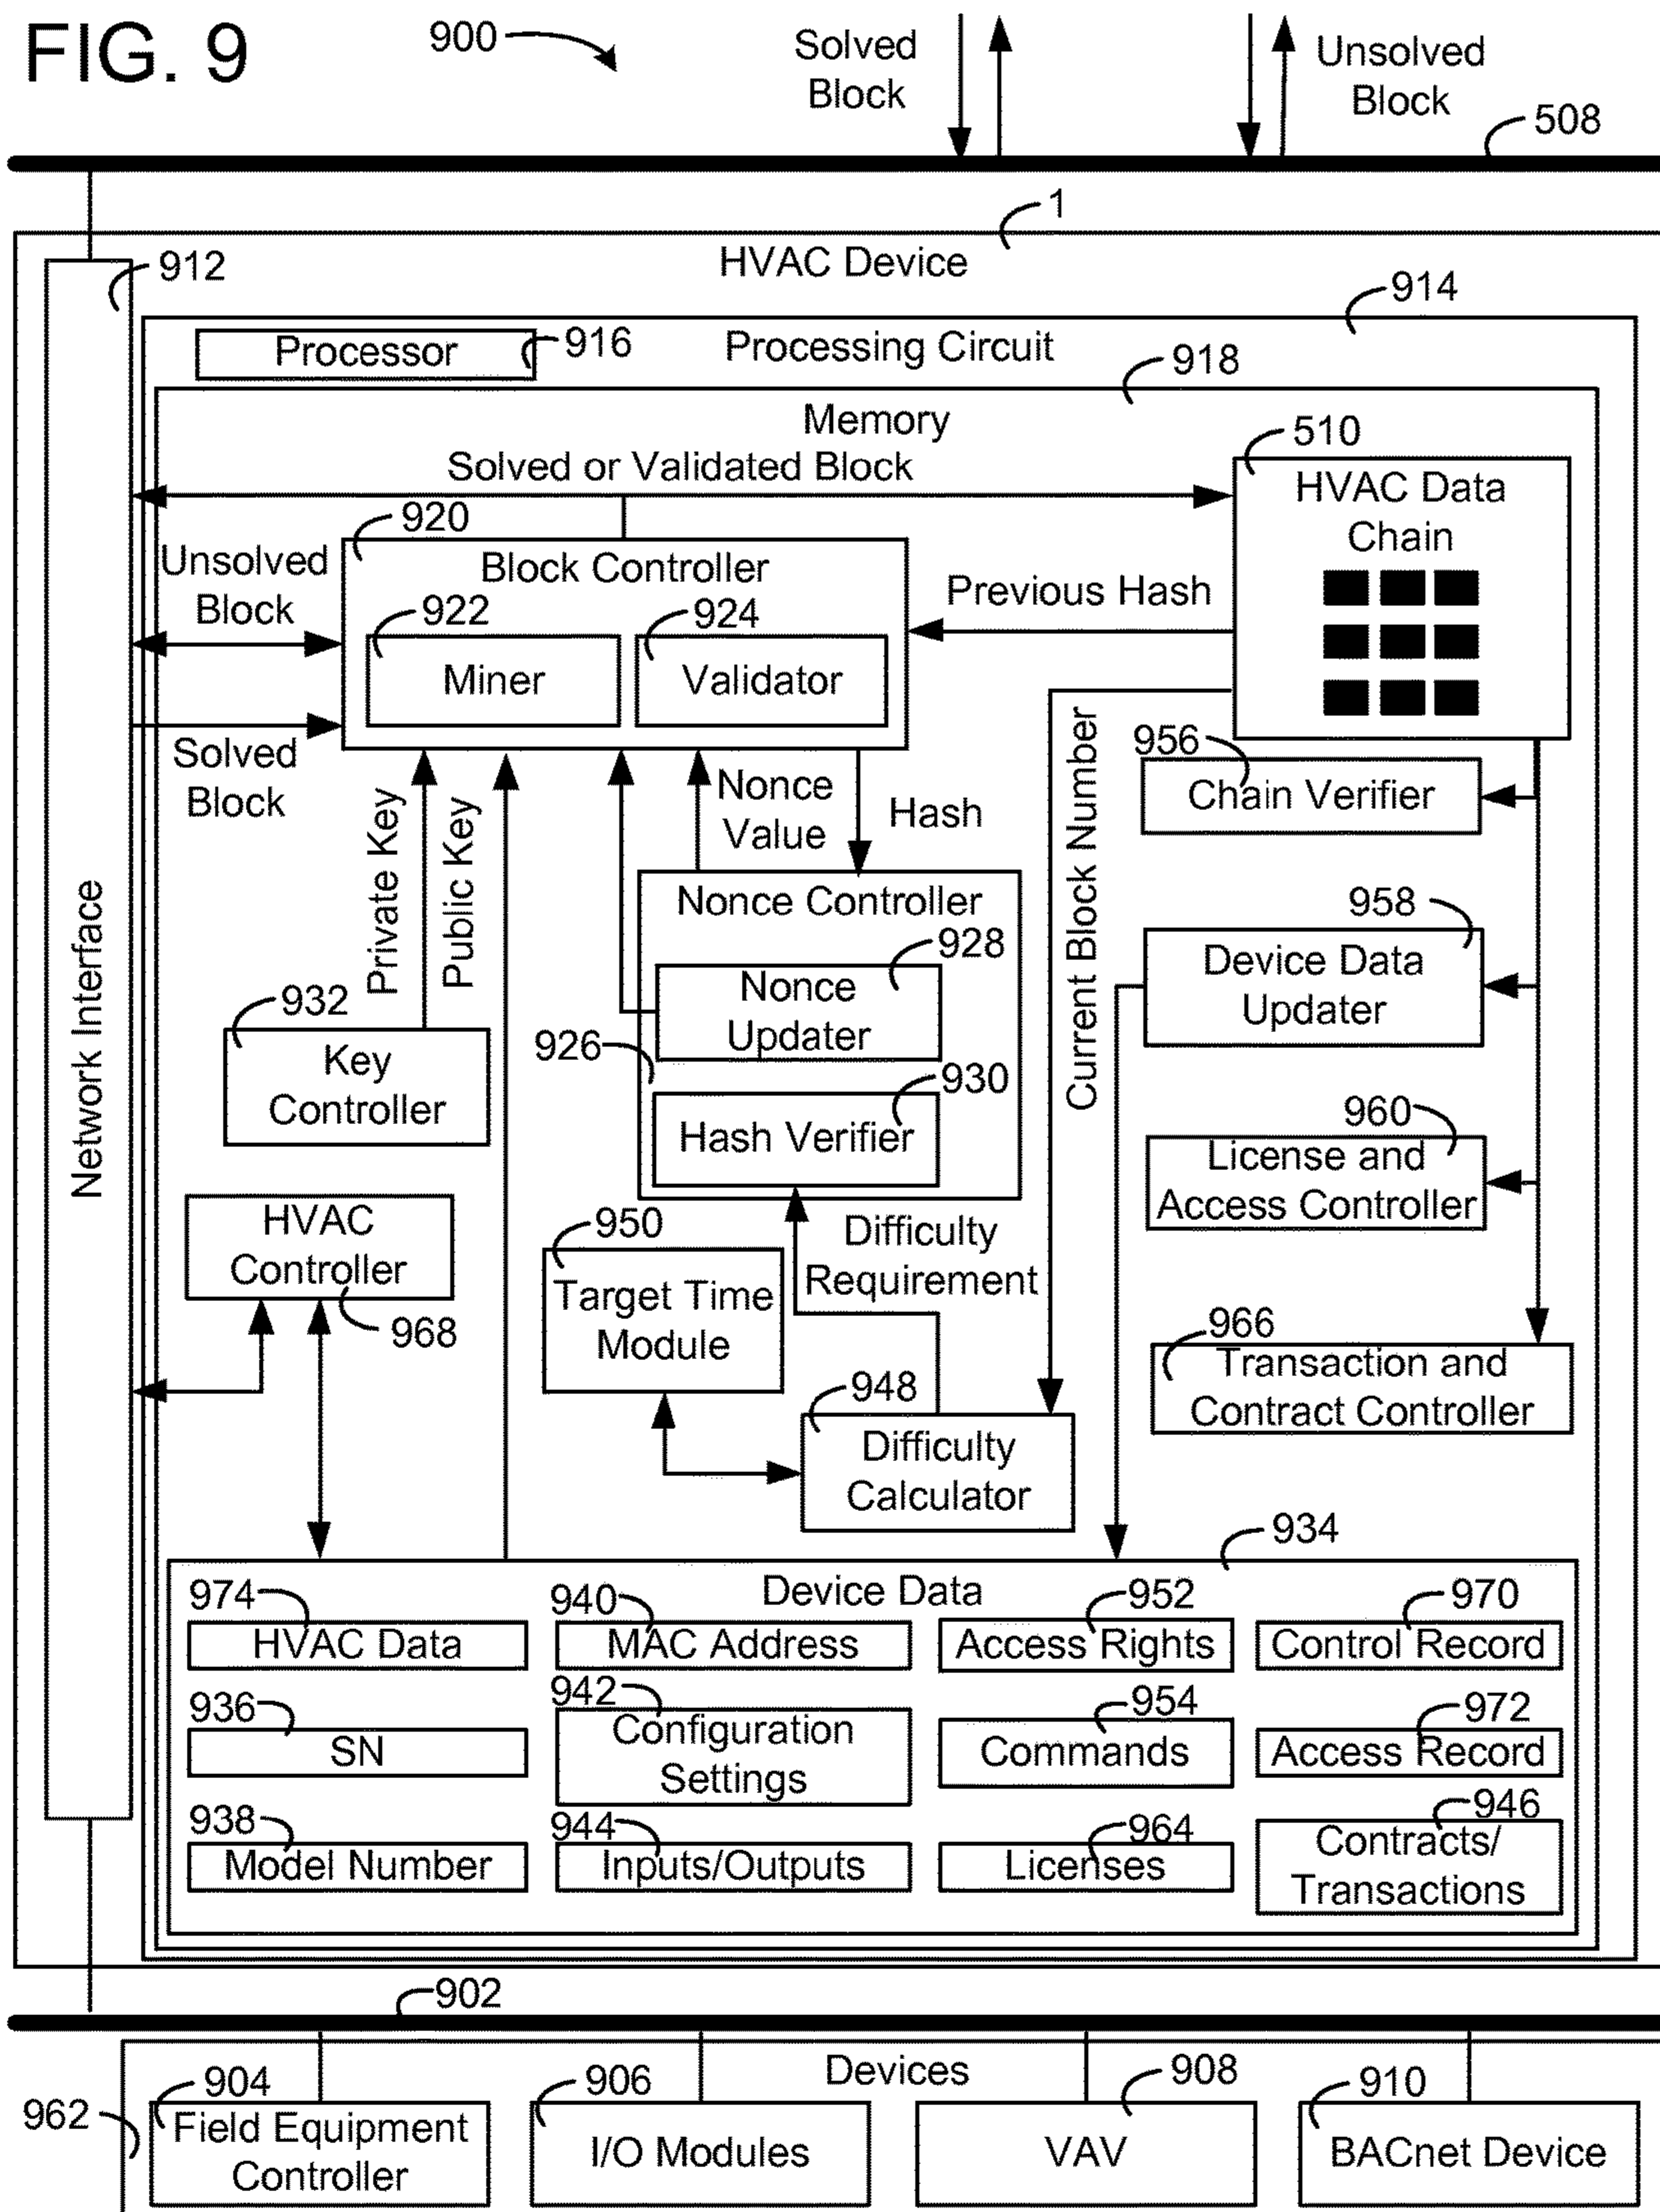 FIG. 9
900
Solved
Block
Unsolved
Block
508
1
HVAC Device
912
914
Processor
916
Processing Circuit
918
Memory
Solved or Validated Block
510
HVAC Data
Chain
920
Unsolved
Block
Block Controller
922
924
Miner
Validator
Previous Hash
Solved
Block
Private Key
Public Key
Nonce
Value
Hash
Current Block Number
956
Chain Verifier
Network Interface
Nonce Controller
928
Nonce
Updater
926
930
Hash Verifier
958
Device Data
Updater
932
Key
Controller
960
License and
Access Controller
HVAC
Controller
968
950
Target Time
Module
Difficulty
Requirement
966
Transaction and
Contract Controller
948
Difficulty
Calculator
934
Device Data
974
HVAC Data
940
MAC Address
952
Access Rights
970
Control Record
936
SN
942
Configuration
Settings
954
Commands
972
Access Record
938
Model Number
944
Inputs/Outputs
964
Licenses
946
Contracts/
Transactions
902
Devices
962
904
Field Equipment
Controller
906
I/O Modules
908
VAV
910
BACnet Device